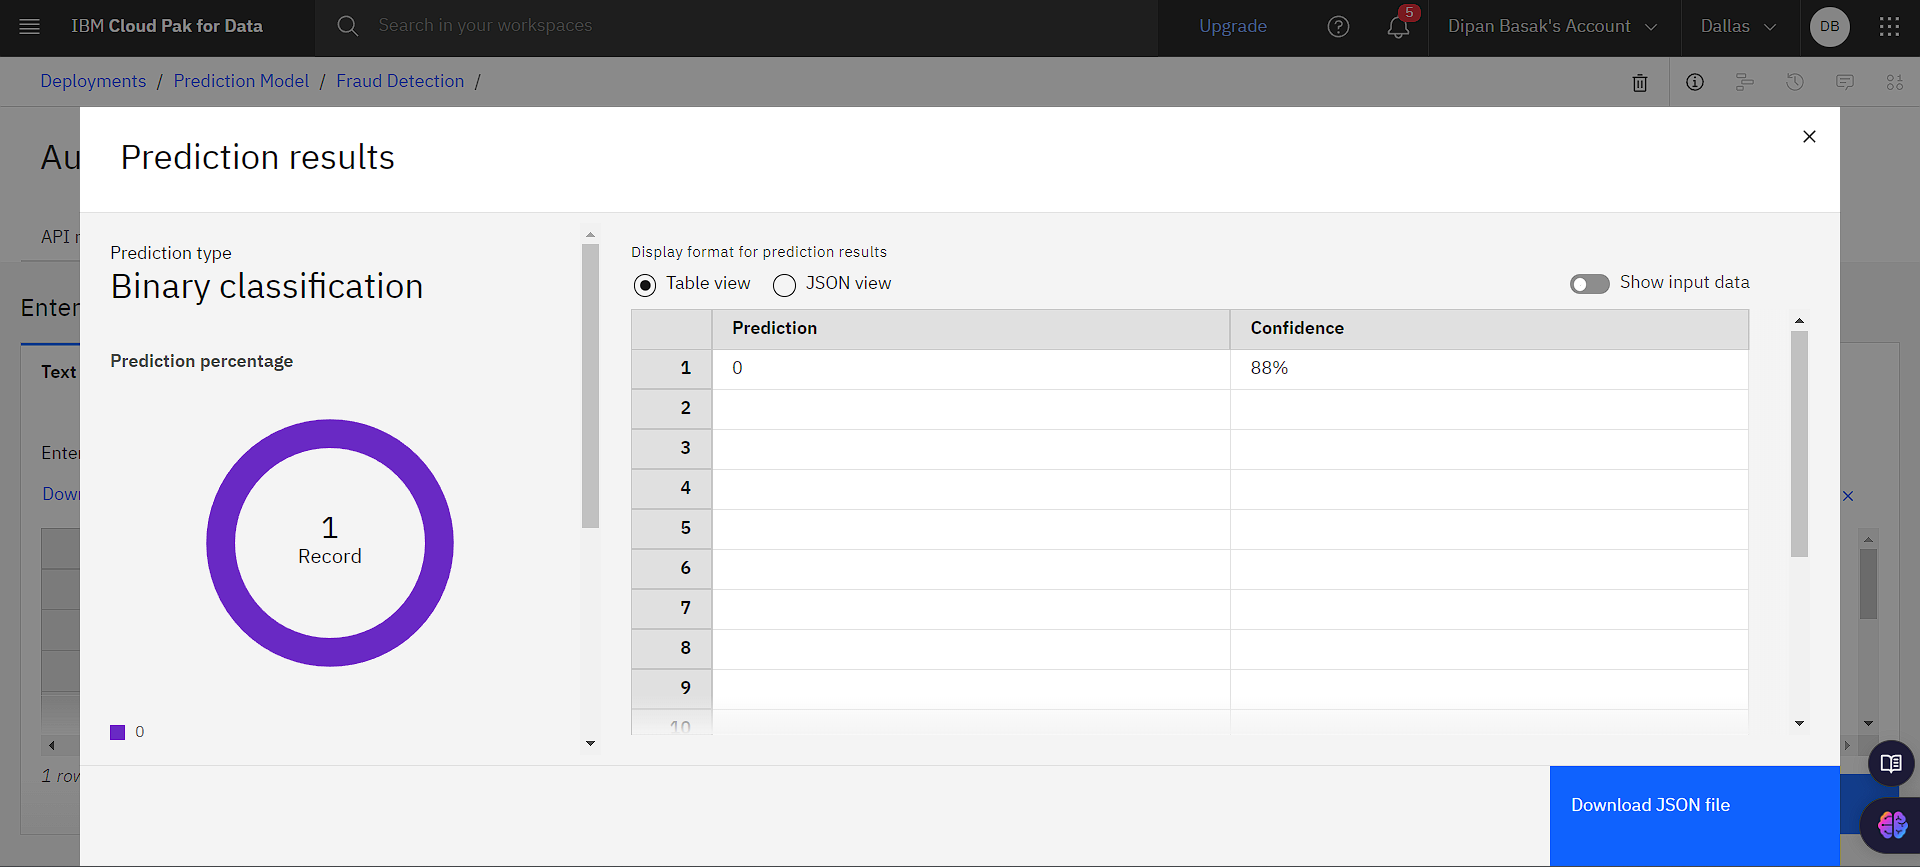 IBM Cloud Pak for Data
Search in your workspaces
Upgrade
5
Dipan Basak's Account
Dallas
DB
Deployments / Prediction Model / Fraud Detection /
Au
Prediction results
API r
Enter
Text
Enter
Down
1 row
Prediction type
Binary classification
Prediction percentage
1
Record
0
Display format for prediction results
Table view
JSON view
Show input data
Prediction Confidence
1 0 88%
2
3
4
5
6
7
8
9
10
Download JSON file